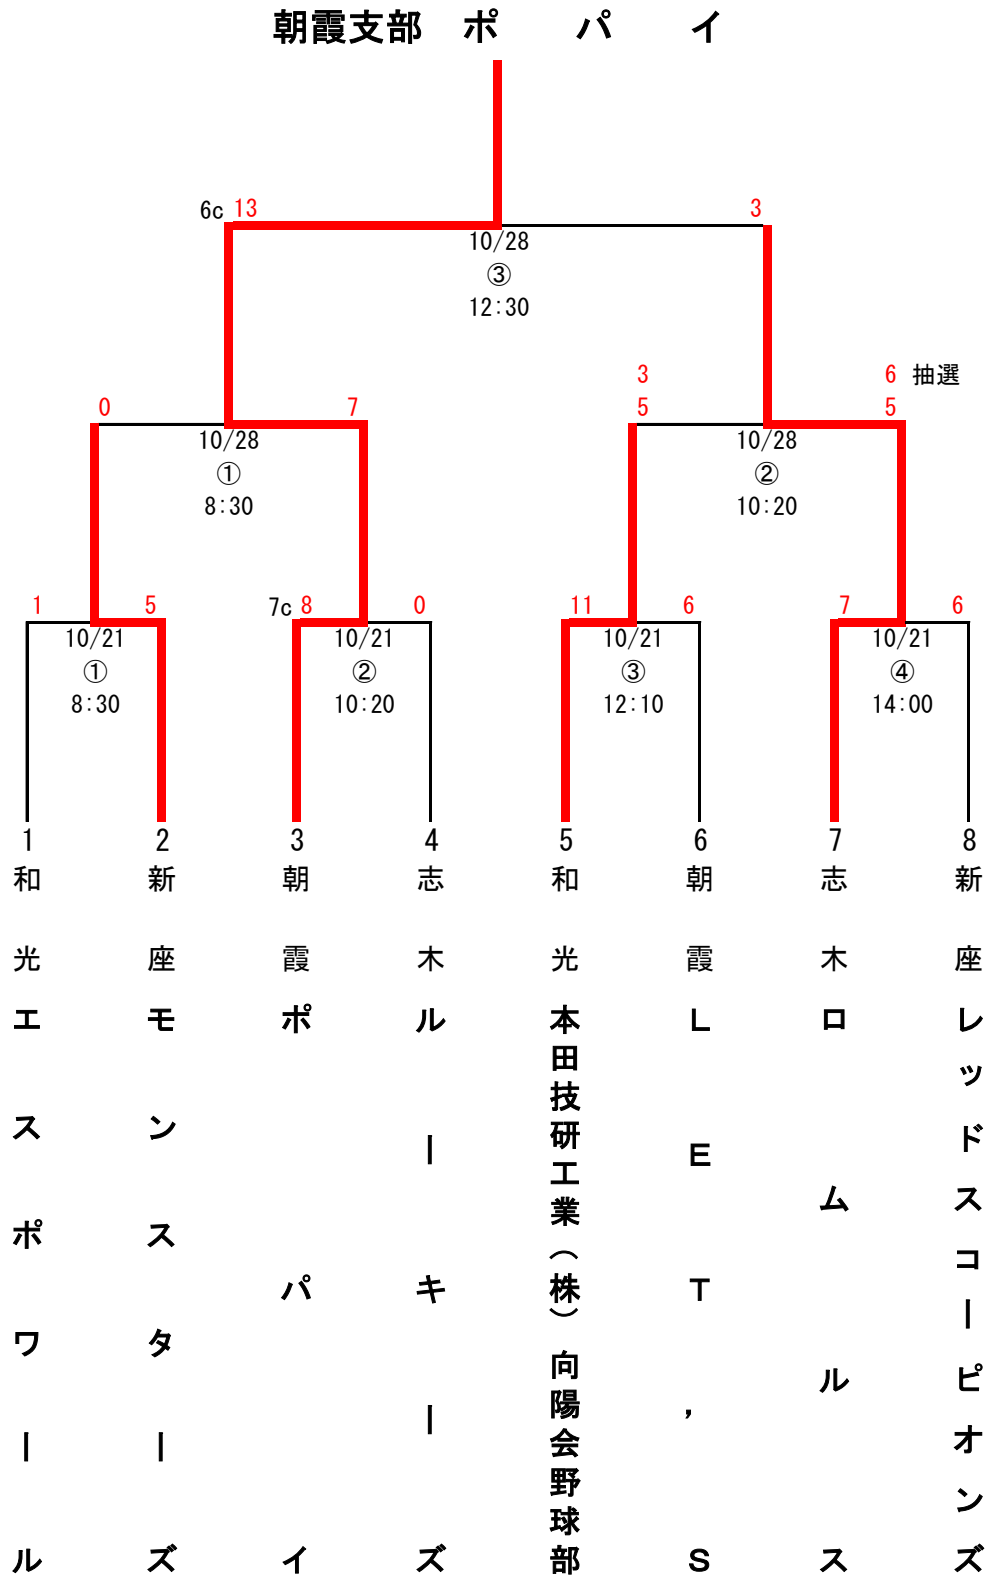 朝霞支部 ポパイ
6c 13 3
10/28
③
12:30
3 6 抽選
0 7 5 5
10/28 10/28
① ②
8:30 10:20
1 5 7c 8 0 11 6 7 6
10/21 10/21 10/21 10/21
① ② ③ ④
8:30 10:20 12:10 14:00
1 2 3 4 5 6 7 8
和光 エスポワール
新座 モンスターズ
朝霞 ポパイ
志木 ルーキーズ
和光 本田技研工業(株)向陽会野球部
朝霞 LET,S
志木 ロムルス
新座 レッドスコーピオンズ